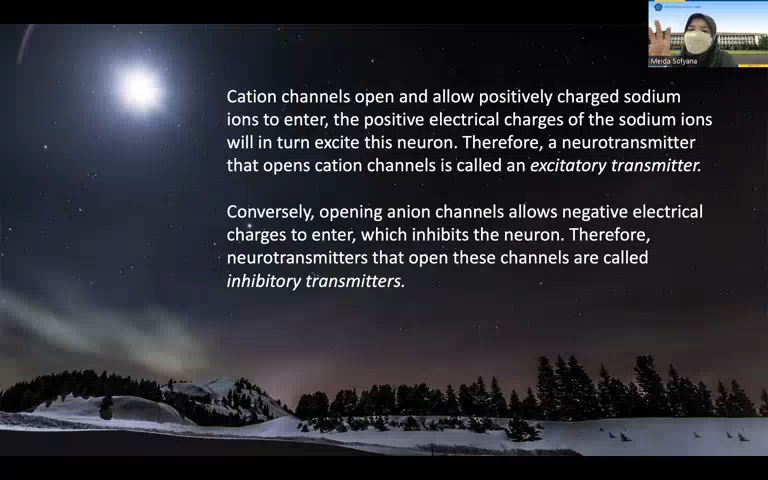 Meida Sofyana
Cation channels open and allow positively charged sodium
ions to enter, the positive electrical charges of the sodium ions
will in turn excite this neuron. Therefore, a neurotransmitter
that opens cation channels is called an excitatory transmitter.
Conversely, opening anion channels allows negative electrical
charges to enter, which inhibits the neuron. Therefore,
neurotransmitters that open these channels are called
inhibitory transmitters.